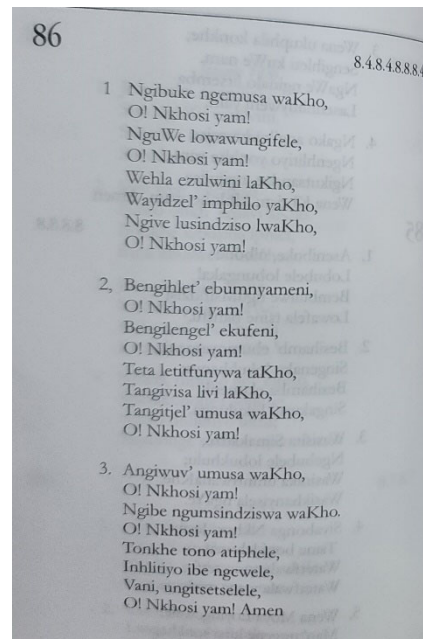 86
8.4.8.4.8.8.8.4
1 Ngibuke ngemusa waKho,
O! Nkhosi yam!
NguWe lowawungifele,
O! Nkhosi yam!
Wehla ezulwini laKho,
Wayidzel' imphilo yaKho,
Ngive lusindziso lwaKho,
O! Nkhosi yam!
2, Bengihlet' ebumnyameni,
O! Nkhosi yam!
Bengilengel' ekufeni,
O! Nkhosi yam!
Teta letitfunywa taKho,
Tangivisa livi laKho,
Tangitjel' umusa waKho,
O! Nkhosi yam!
3. Angiwuv' umusa waKho,
O! Nkhosi yam!
Ngibe ngumsindziswa waKho.
O! Nkhosi yam!
Tonkhe tono atiphele,
Inhlitiyo ibe ngcwele,
Vani, ungitsetselele,
O! Nkhosi yam! Amen